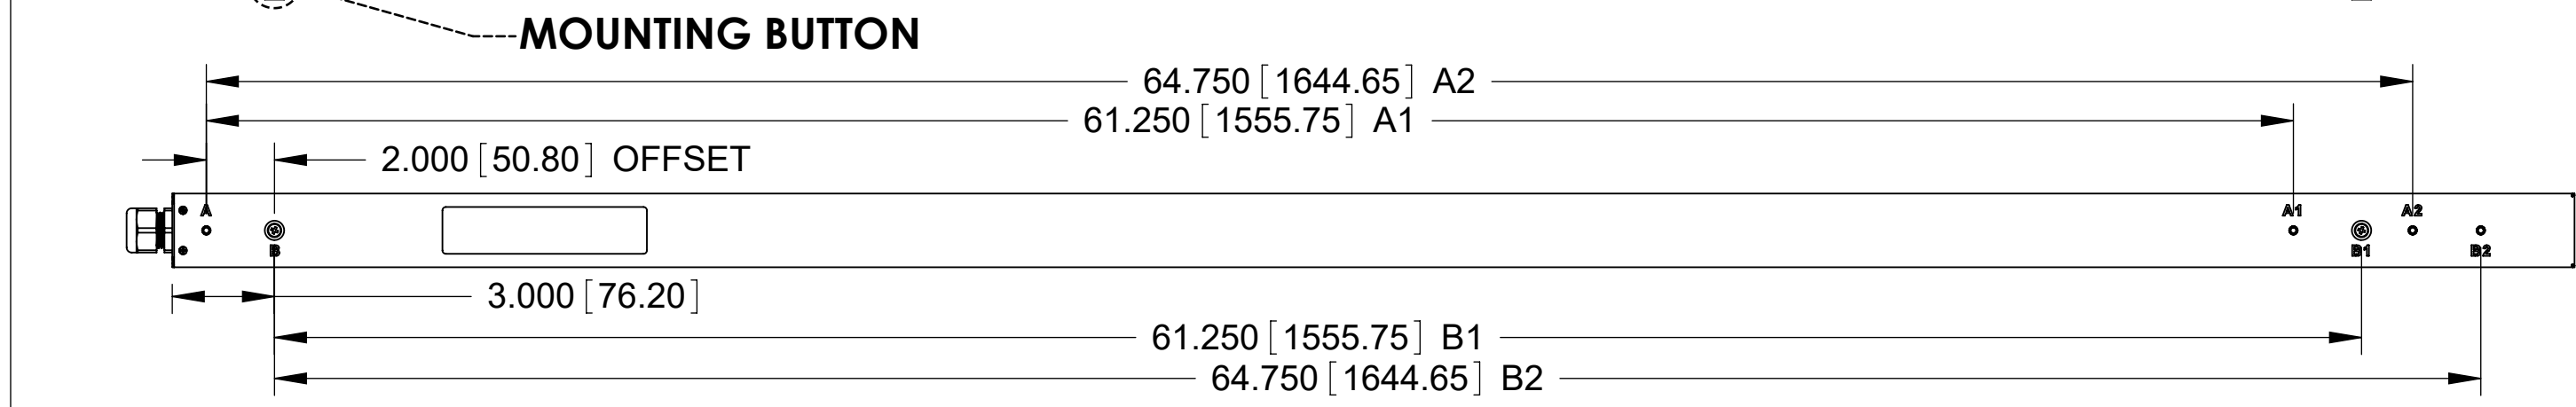 MOUNTING BUTTON
64.750 [1644.65] A2
61.250 [1555.75] A1
2.000 [50.80] OFFSET
A A1 A2
B B1 B2
3.000 [76.20]
61.250 [1555.75] B1
64.750 [1644.65] B2